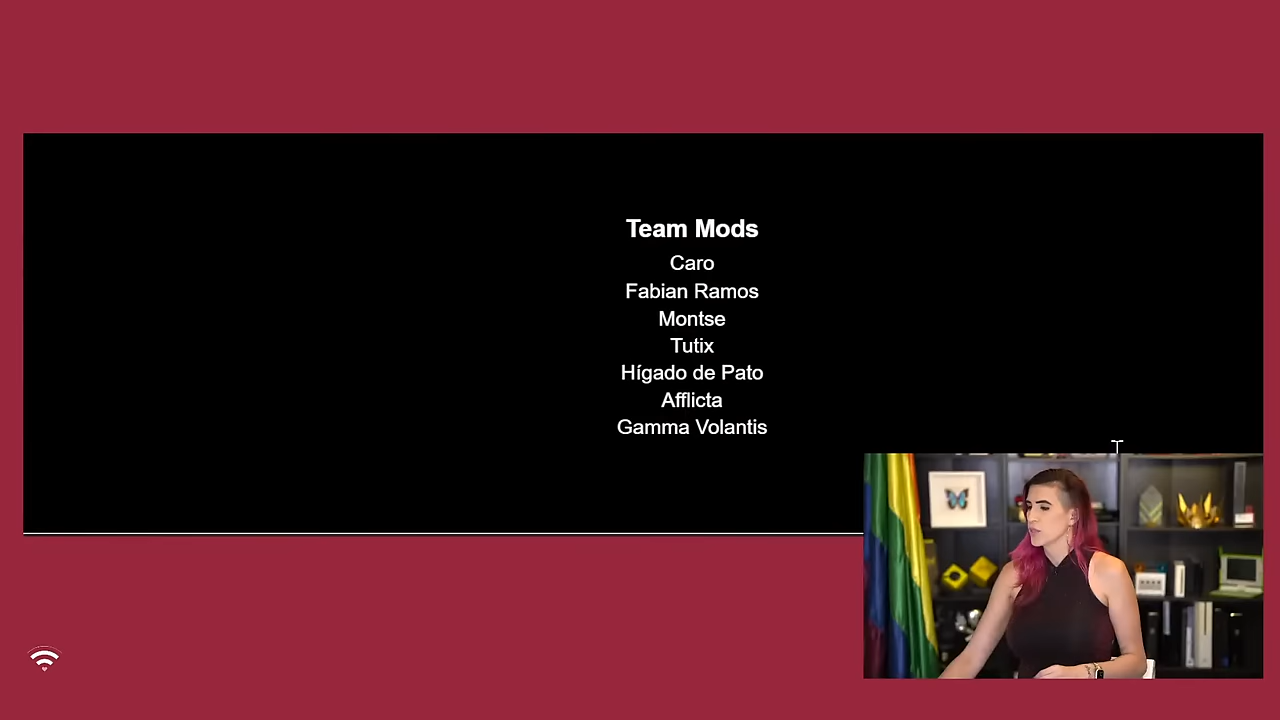 Team Mods
Caro
Fabian Ramos
Montse
Tutix
Hígado de Pato
Afflicta
Gamma Volantis